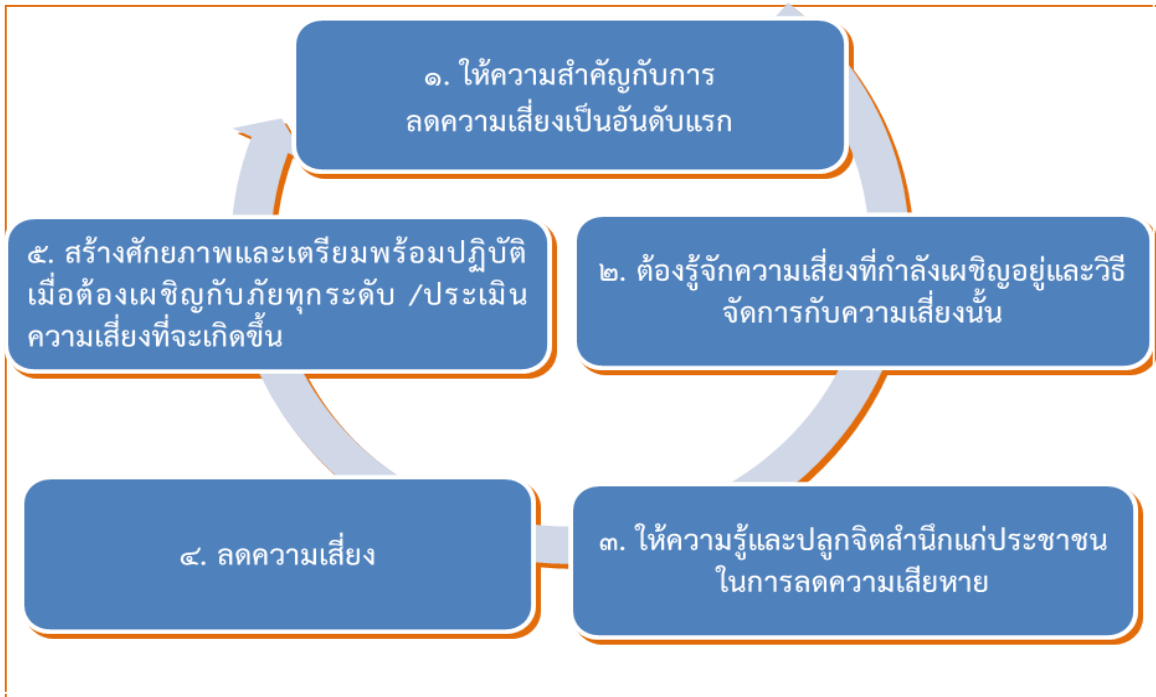 ๑. ให้ความสำคัญกับการ
ลดความเสี่ยงเป็นอันดับแรก
๒. ต้องรู้จักความเสี่ยงที่กำลังเผชิญอยู่และวิธี
จัดการกับความเสี่ยงนั้น
๓. ให้ความรู้และปลูกจิตสำนึกแก่ประชาชน
ในการลดความเสียหาย
๔. ลดความเสี่ยง
๕. สร้างศักยภาพและเตรียมพร้อมปฏิบัติ
เมื่อต้องเผชิญกับภัยทุกระดับ /ประเมิน
ความเสี่ยงที่จะเกิดขึ้น